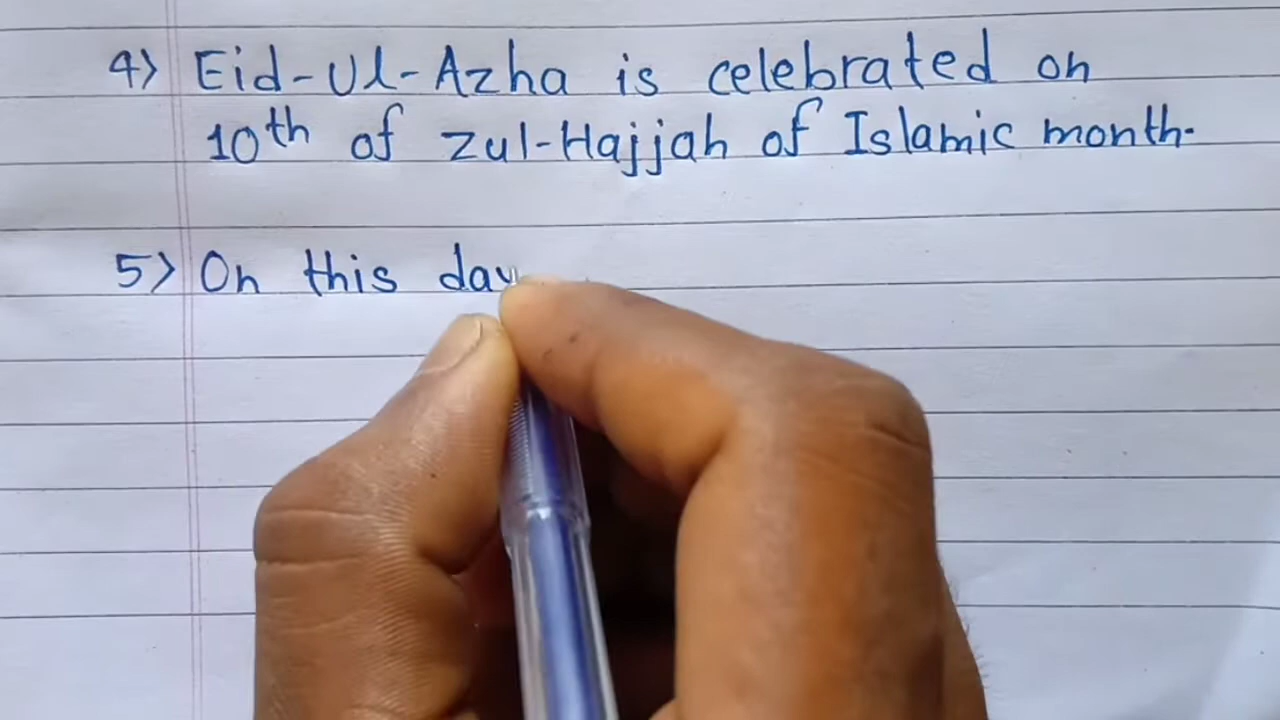 4) Eid-Ul-Azha is celebrated on
10th of Zul-Hajjah of Islamic month.
5) On this day